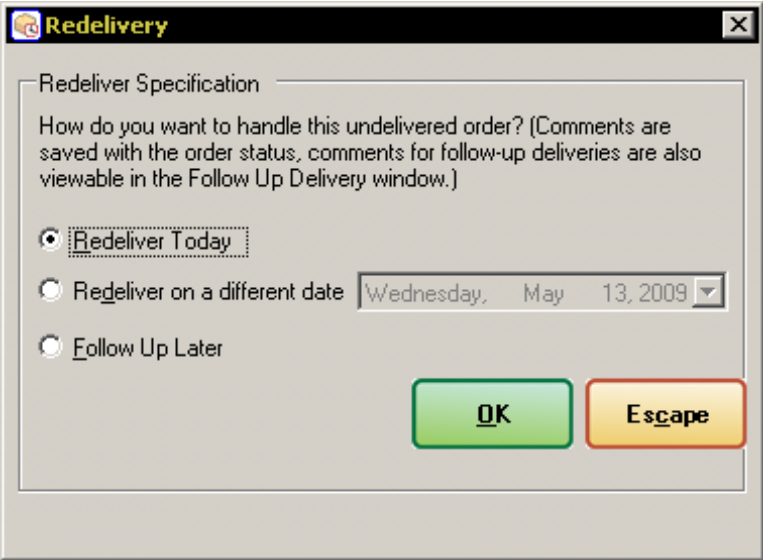 Redelivery
Redeliver Specification
How do you want to handle this undelivered order? (Comments are
saved with the order status, comments for follow-up deliveries are also
viewable in the Follow Up Delivery window.)
Redeliver Today
Redeliver on a different date Wednesday, May 13, 2009
Follow Up Later
OK Escape